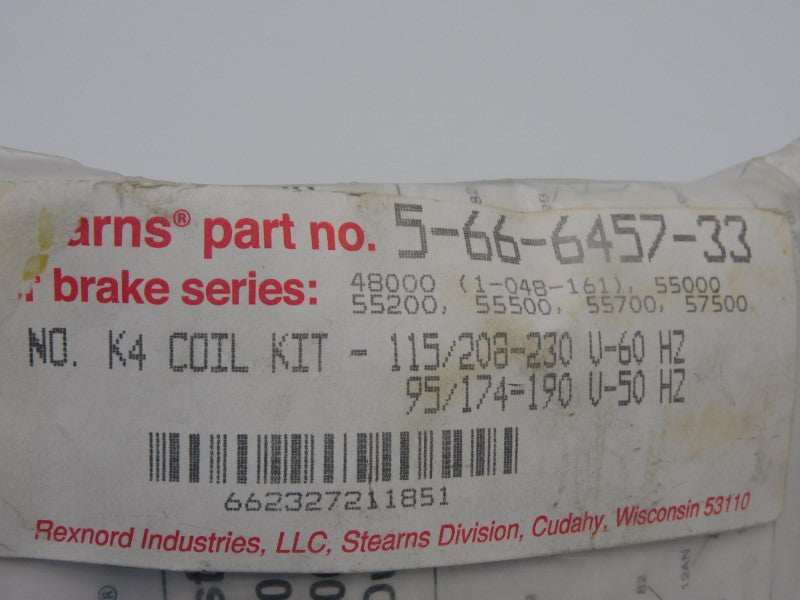 arns® part no. 5-66-6457-33
r brake series: 48000 (1-048-161), 55000
55200, 55500, 55700, 57500
NO. K4 COIL KIT - 115/208-230 V-60 HZ
95/174-190 V-50 HZ
662327211851
Rexnord Industries, LLC, Stearns Division, Cudahy, Wisconsin 53110
82
12AN